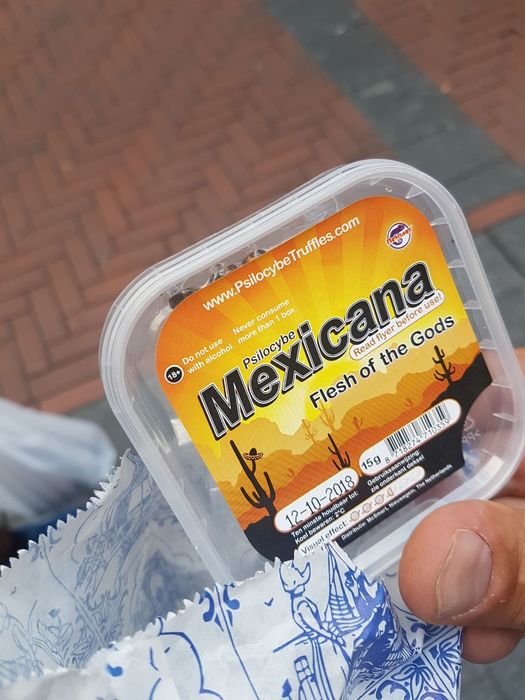 www.PsilocybeTruffles.com
18+
Do not use
with alcohol.
Never consume
more than 1 box.
Psilocybe
Mexicana
Read flyer before use!
Flesh of the Gods
12-10-2018
15g
Ten minste houdbaar tot:
Koel bewaren: 2°C
Gebruiksaanwijzing,
zie onderkant deksel
Visual effect:
Distributie: McSmart, Nieuwegein, The Netherlands